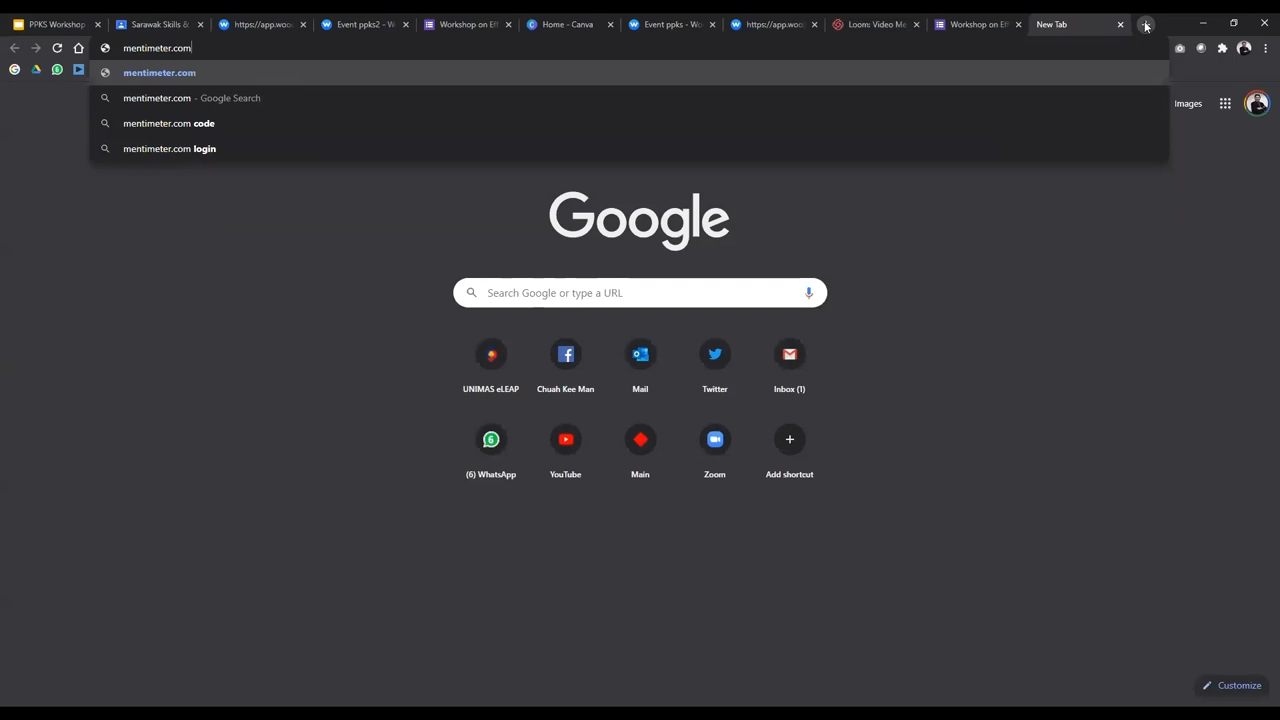 PPKS Workshop
Sarawak Skills &
https://app.woo
Event ppks2 - W
Workshop on Eff
Home - Canva
Event ppks - Woo
https://app.woo
Loom: Video Me
Workshop on Eff
New Tab
mentimeter.com
mentimeter.com
mentimeter.com - Google Search
mentimeter.com code
mentimeter.com login
Images
Google
Search Google or type a URL
UNIMAS eLEAP
Chuah Kee Man
Mail
Twitter
Inbox (1)
6
(6) WhatsApp
YouTube
Main
Zoom
Add shortcut
Customize